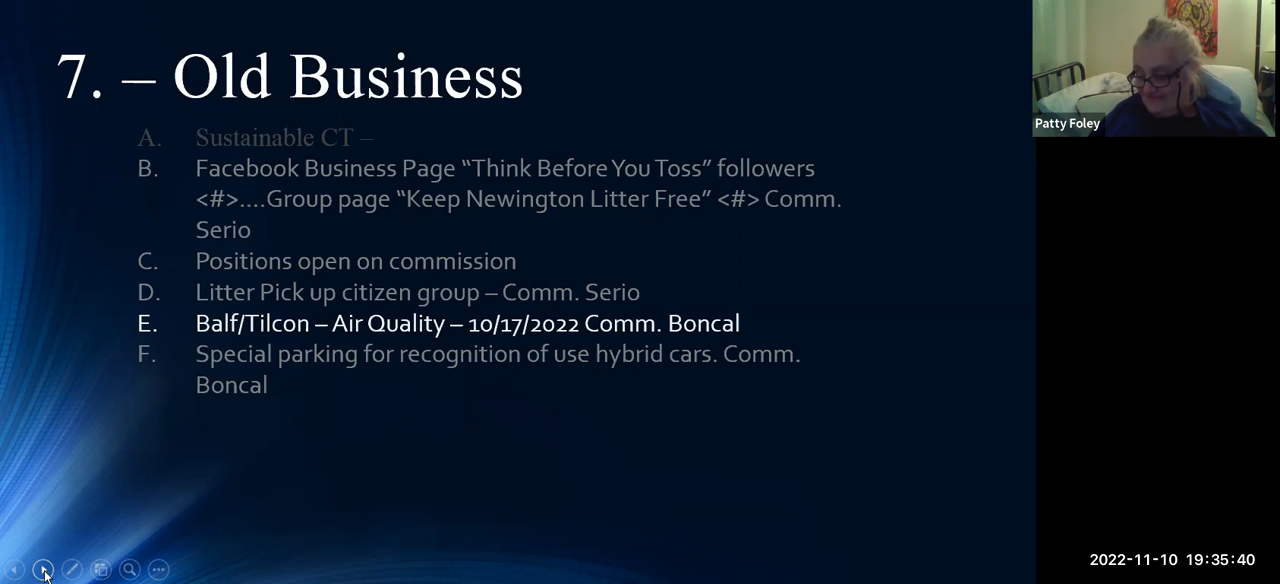 7. – Old Business
A. Sustainable CT –
B. Facebook Business Page “Think Before You Toss” followers
<#>....Group page “Keep Newington Litter Free” <#> Comm.
Serio
C. Positions open on commission
D. Litter Pick up citizen group – Comm. Serio
E. Balf/Tilcon – Air Quality – 10/17/2022 Comm. Boncal
F. Special parking for recognition of use hybrid cars. Comm.
Boncal
Patty Foley
2022-11-10 19:35:40